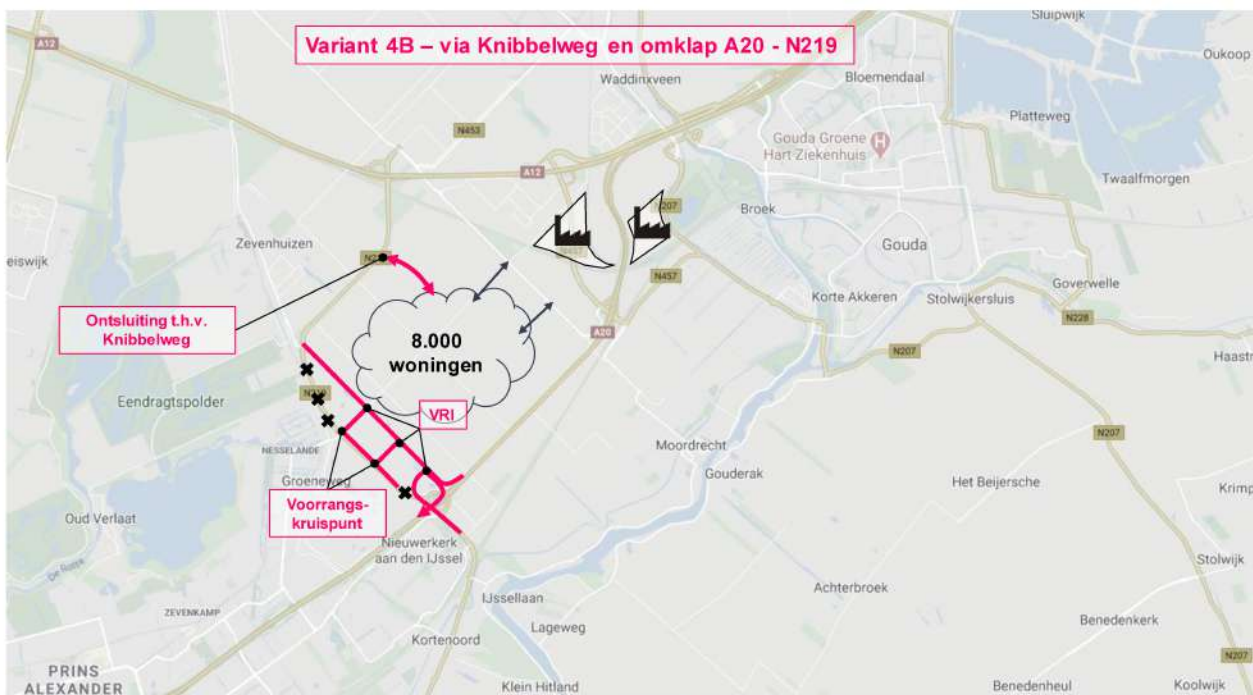 Variant 4B – via Knibbelweg en omklap A20 - N219
A12
Sluipwijk
Oukoop
Waddinxveen
Bloemendaal
Platteweg
N453
Gouda Groene
Hart Ziekenhuis
H
A12
Twaalfmorgen
Broek
Zevenhuizen
Gouda
eiswijk
N457
Goverwelle
Korte Akkeren
Stolwijkersluis
N228
Ontsluiting t.h.v.
Knibbelweg
8.000
woningen
A20
N207
Haastr
Eendragtspolder
VRI
NESSELANDE
Moordrecht
Gouderak
N207
Groeneweg
Het Beijersche
Krimp
Voorrangs-
kruispunt
Oud Verlaat
Nieuwerkerk
aan den IJssel
Stolwijk
De Rotte
IJssellaan
Achterbroek
ZEVENKAMP
Lageweg
Benedenkerk
Kortenoord
N207
PRINS
ALEXANDER
Klein Hitland
Benedenheul
Koolwijk